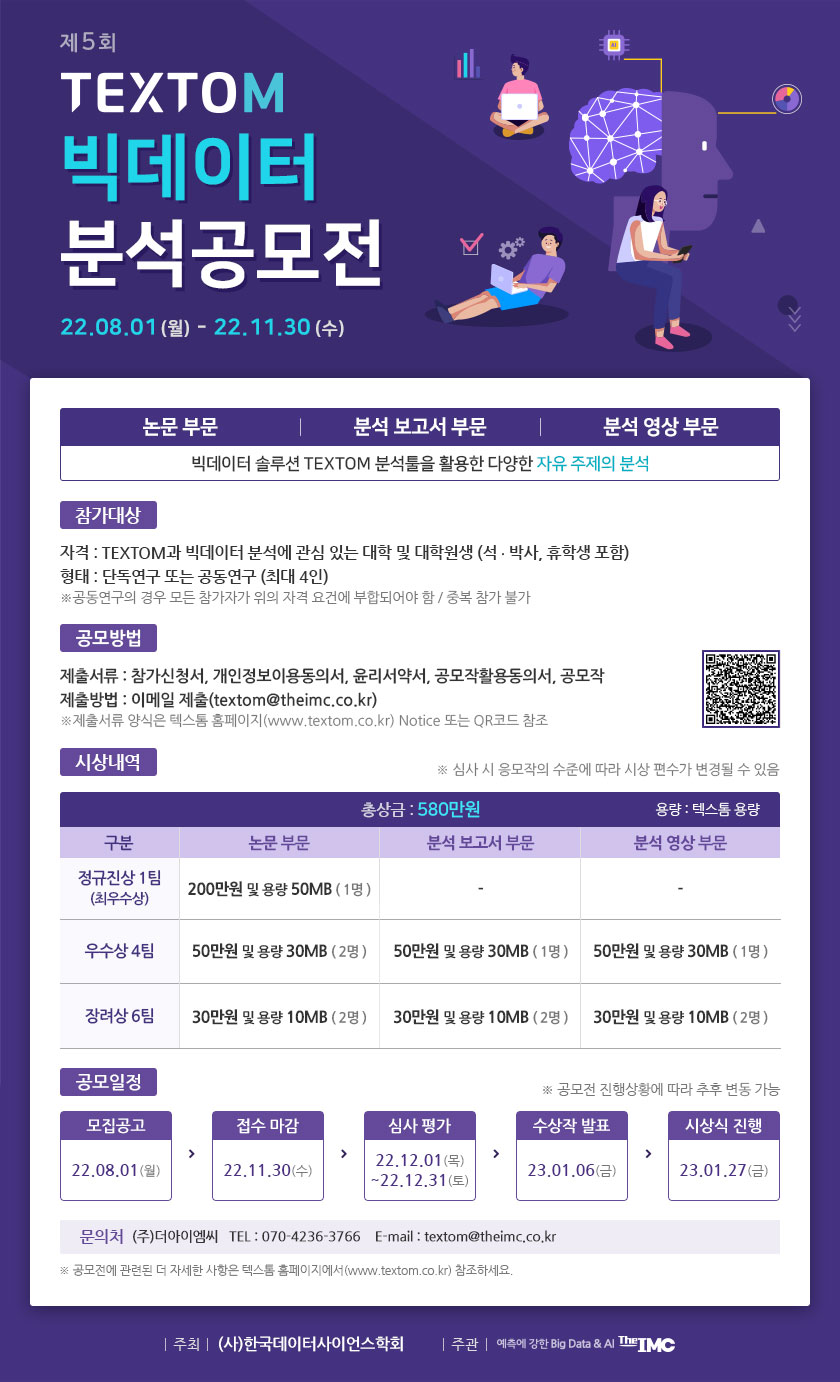 제5회
TEXTOM
빅데이터
분석공모전
22.08.01(월) - 22.11.30(수)
AI
논문 부문 | 분석 보고서 부문 | 분석 영상 부문
빅데이터 솔루션 TEXTOM 분석툴을 활용한 다양한 자유 주제의 분석
참가대상
자격 : TEXTOM과 빅데이터 분석에 관심 있는 대학 및 대학원생 (석 · 박사, 휴학생 포함)
형태 : 단독연구 또는 공동연구 (최대 4인)
※공동연구의 경우 모든 참가자가 위의 자격 요건에 부합되어야 함 / 중복 참가 불가
공모방법
제출서류 : 참가신청서, 개인정보이용동의서, 윤리서약서, 공모작활용동의서, 공모작
제출방법 : 이메일 제출(textom@theimc.co.kr)
※제출서류 양식은 텍스톰 홈페이지(www.textom.co.kr) Notice 또는 QR코드 참조
시상내역
※ 심사 시 응모작의 수준에 따라 시상 편수가 변경될 수 있음
총상금 : 580만원 용량 : 텍스톰 용량
구분 논문 부문 분석 보고서 부문 분석 영상 부문
정규진상 1팀
(최우수상)
200만원 및 용량 50MB ( 1명 ) - -
우수상 4팀 50만원 및 용량 30MB ( 2명 ) 50만원 및 용량 30MB ( 1명 ) 50만원 및 용량 30MB ( 1명 )
장려상 6팀 30만원 및 용량 10MB ( 2명 ) 30만원 및 용량 10MB ( 2명 ) 30만원 및 용량 10MB ( 2명 )
공모일정
※ 공모전 진행상황에 따라 추후 변동 가능
모집공고 접수 마감 심사 평가 수상작 발표 시상식 진행
22.08.01(월) > 22.11.30(수) > 22.12.01(목)
~22.12.31(토) > 23.01.06(금) > 23.01.27(금)
문의처 (주)더아이엠씨 TEL : 070-4236-3766 E-mail : textom@theimc.co.kr
※ 공모전에 관련된 더 자세한 사항은 텍스톰 홈페이지에서(www.textom.co.kr) 참조하세요.
| 주최 | (사)한국데이터사이언스학회 | 주관 | 예측에 강한 Big Data & AI The IMC